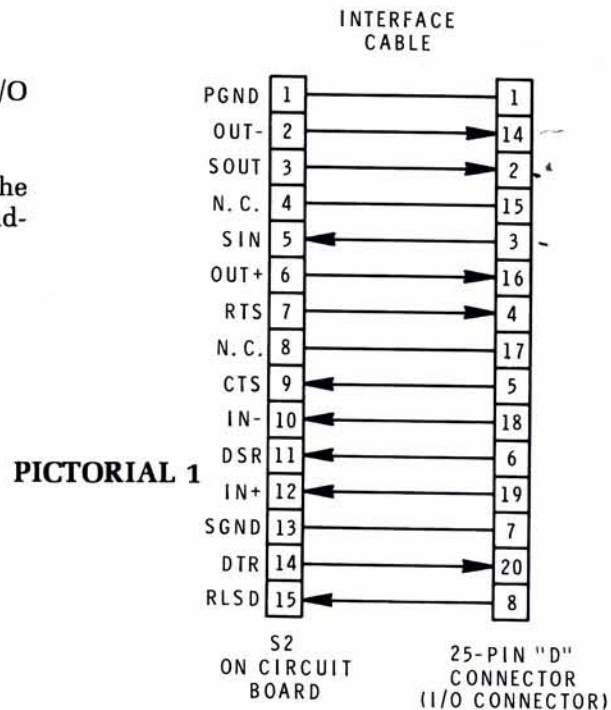 INTERFACE
CABLE
/O
he
d-
PGND 1 1
OUT- 2 14
SOUT 3 2
N.C. 4 15
SIN 5 3
OUT+ 6 16
RTS 7 4
N.C. 8 17
CTS 9 5
IN- 10 18
DSR 11 6
PICTORIAL 1
IN+ 12 19
SGND 13 7
DTR 14 20
RLSD 15 8
S2
ON CIRCUIT
BOARD
25-PIN "D"
CONNECTOR
(I/O CONNECTOR)